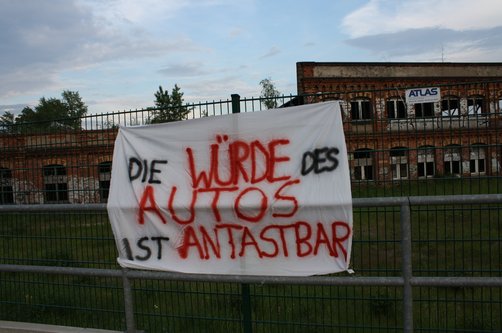 ATLAS
DIE WÜRDE DES
AUTOS
IST ANTASTBAR